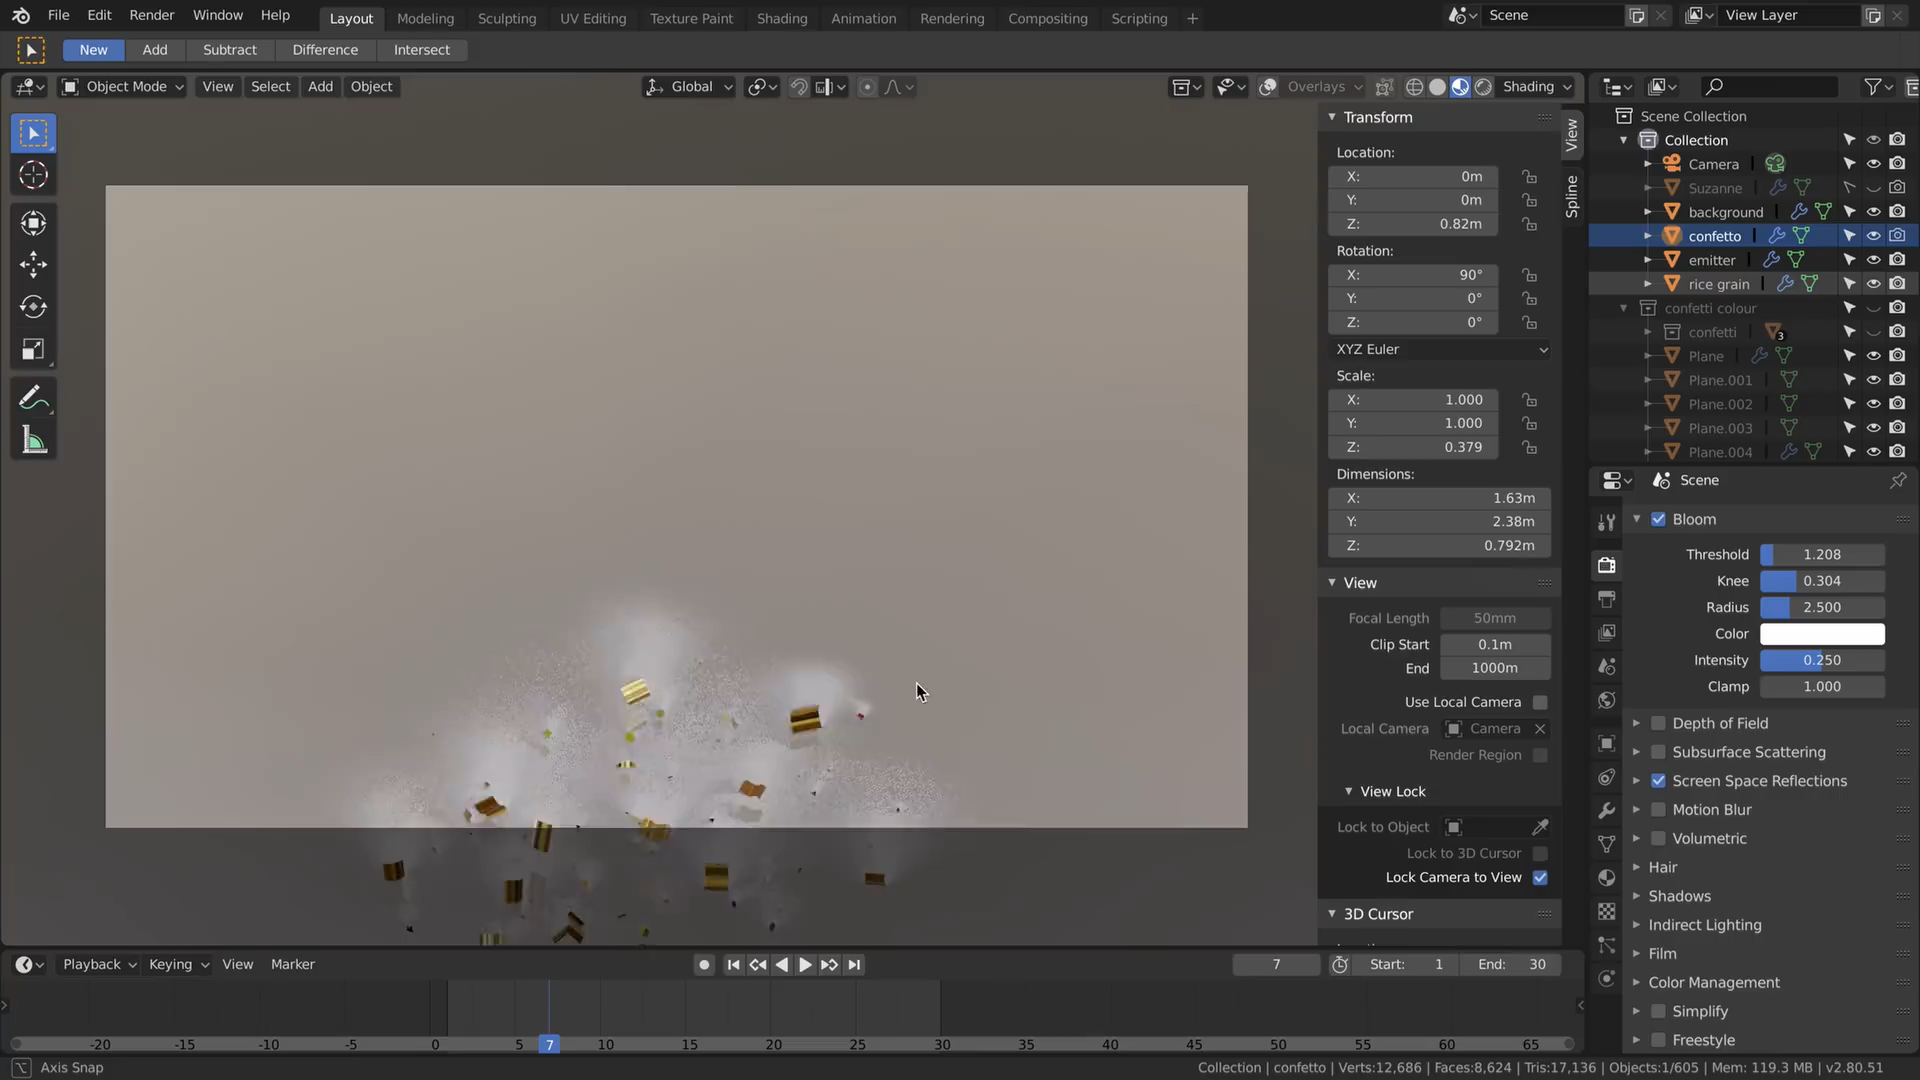 File Edit Render Window Help Layout Modeling Sculpting UV Editing Texture Paint Shading Animation Rendering Compositing Scripting + Scene View Layer
New Add Subtract Difference Intersect
Object Mode View Select Add Object Global Overlays Shading
Transform
Location:
X: 0m
Y: 0m
Z: 0.82m
Rotation:
X: 90°
Y: 0°
Z: 0°
XYZ Euler
Scale:
X: 1.000
Y: 1.000
Z: 0.379
Dimensions:
X: 1.63m
Y: 2.38m
Z: 0.792m
View
Focal Length 50mm
Clip Start 0.1m
End 1000m
Use Local Camera
Local Camera Camera
Render Region
View Lock
Lock to Object
Lock to 3D Cursor
Lock Camera to View
3D Cursor
View
Spline
Scene Collection
Collection
Camera
Suzanne
background
confetto
emitter
rice grain
confetti colour
confetti 3
Plane
Plane.001
Plane.002
Plane.003
Plane.004
Scene
Bloom
Threshold 1.208
Knee 0.304
Radius 2.500
Color
Intensity 0.250
Clamp 1.000
Depth of Field
Subsurface Scattering
Screen Space Reflections
Motion Blur
Volumetric
Hair
Shadows
Indirect Lighting
Film
Color Management
Simplify
Freestyle
Playback Keying View Marker 7 Start: 1 End: 30
-20 -15 -10 -5 0 5 7 10 15 20 25 30 35 40 45 50 55 60 65
Axis Snap Collection | confetto | Verts:12,686 | Faces:8,624 | Tris:17,136 | Objects:1/605 | Mem: 119.3 MB | v2.80.51